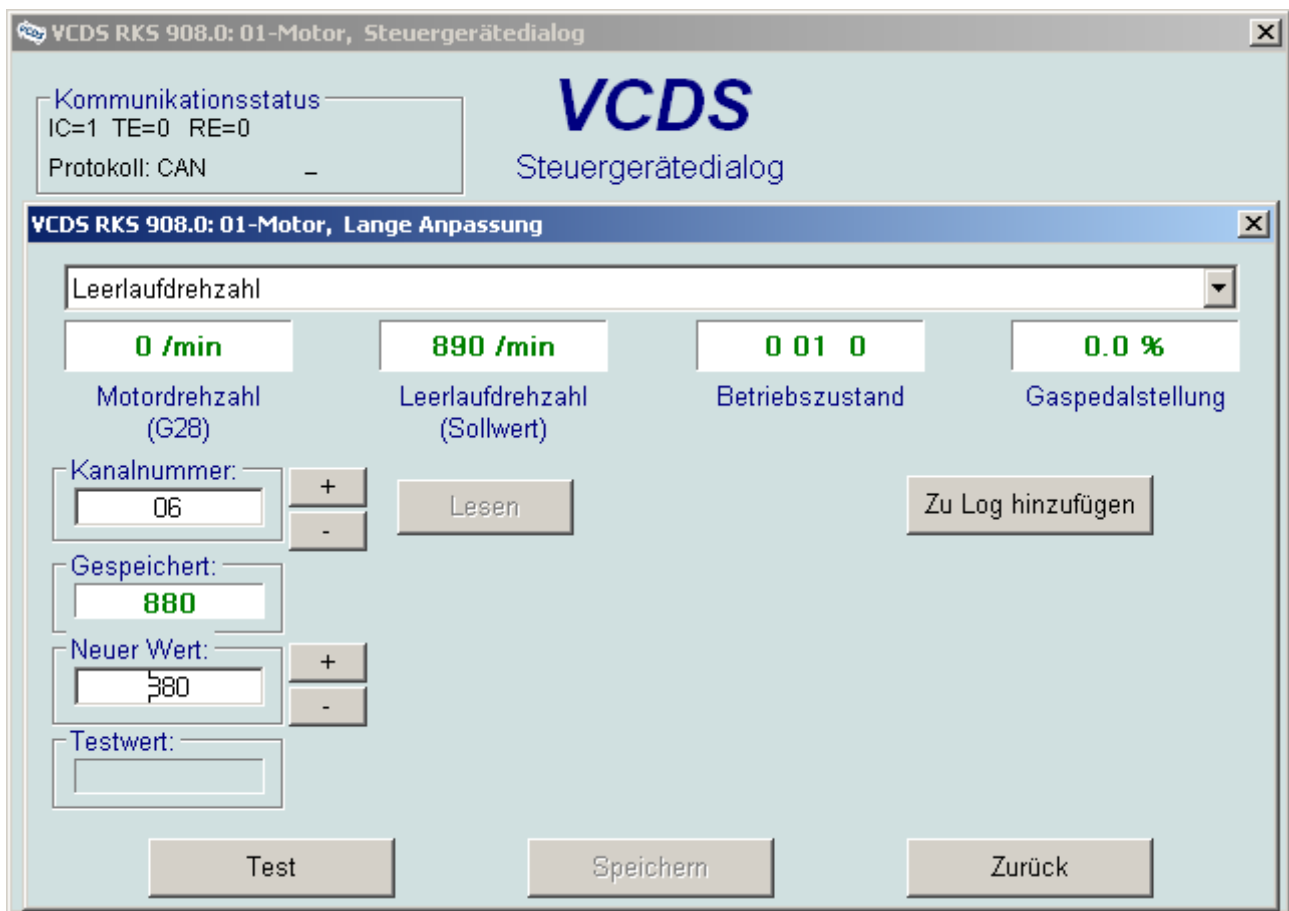 VCDS RKS 908.0: 01-Motor, Steuergerätedialog
Kommunikationsstatus
IC=1 TE=0 RE=0
Protokoll: CAN _
VCDS
Steuergerätedialog
VCDS RKS 908.0: 01-Motor, Lange Anpassung
Leerlaufdrehzahl
0 /min 890 /min 0 01 0 0.0 %
Motordrehzahl Leerlaufdrehzahl Betriebszustand Gaspedalstellung
(G28) (Sollwert)
Kanalnummer:
06
+
-
Lesen
Zu Log hinzufügen
Gespeichert:
880
Neuer Wert:
880
+
-
Testwert:
Test Speichern Zurück